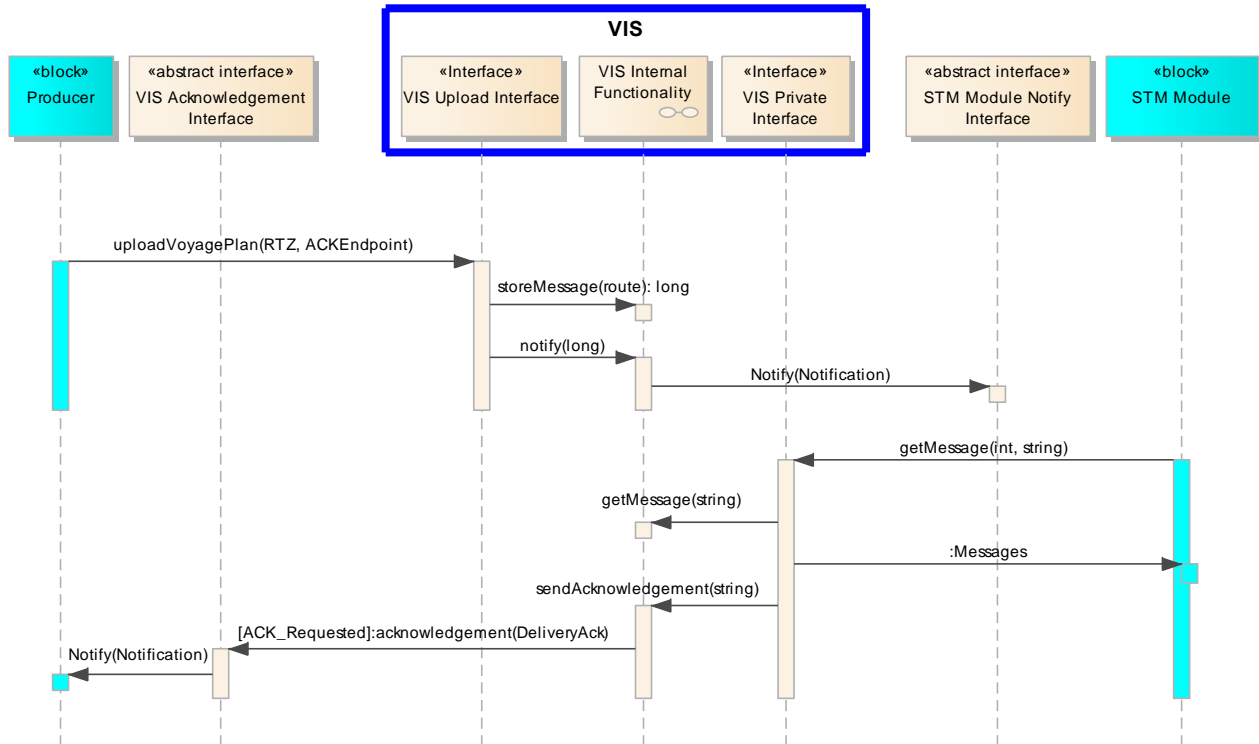 VIS
«block»
Producer
«abstract interface»
VIS Acknowledgement
Interface
«Interface»
VIS Upload Interface
VIS Internal
Functionality
«Interface»
VIS Private
Interface
«abstract interface»
STM Module Notify
Interface
«block»
STM Module
uploadVoyagePlan(RTZ, ACKEndpoint)
storeMessage(route): long
notify(long)
Notify(Notification)
getMessage(int, string)
getMessage(string)
:Messages
sendAcknowledgement(string)
[ACK_Requested]:acknowledgement(DeliveryAck)
Notify(Notification)